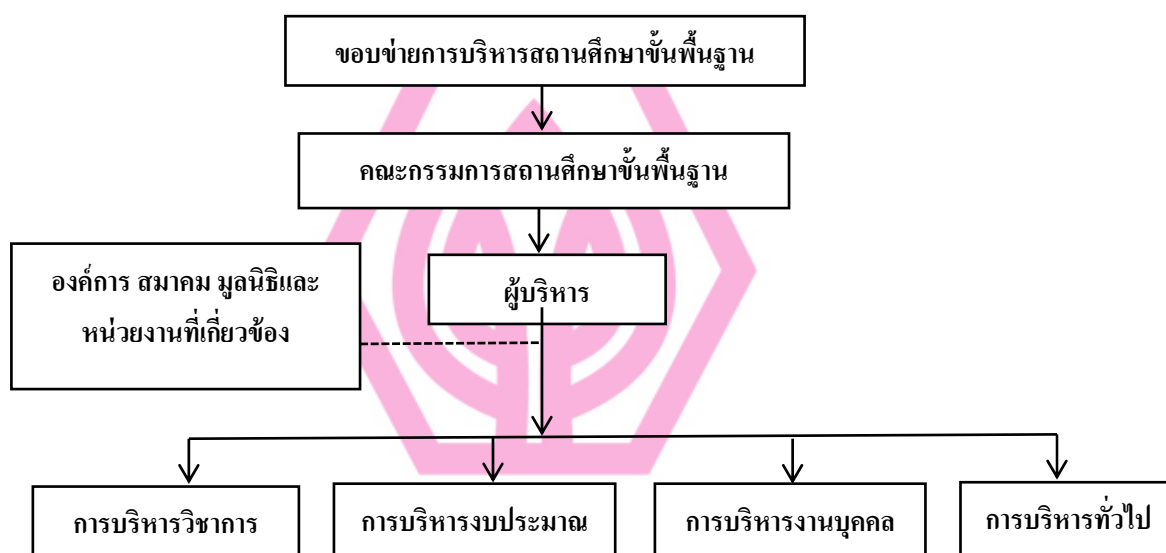 ขอบข่ายการบริหารสถานศึกษาขั้นพื้นฐาน
คณะกรรมการสถานศึกษาขั้นพื้นฐาน
องค์การ สมาคม มูลนิธิและ
หน่วยงานที่เกี่ยวข้อง
ผู้บริหาร
การบริหารวิชาการ
การบริหารงบประมาณ
การบริหารงานบุคคล
การบริหารทั่วไป